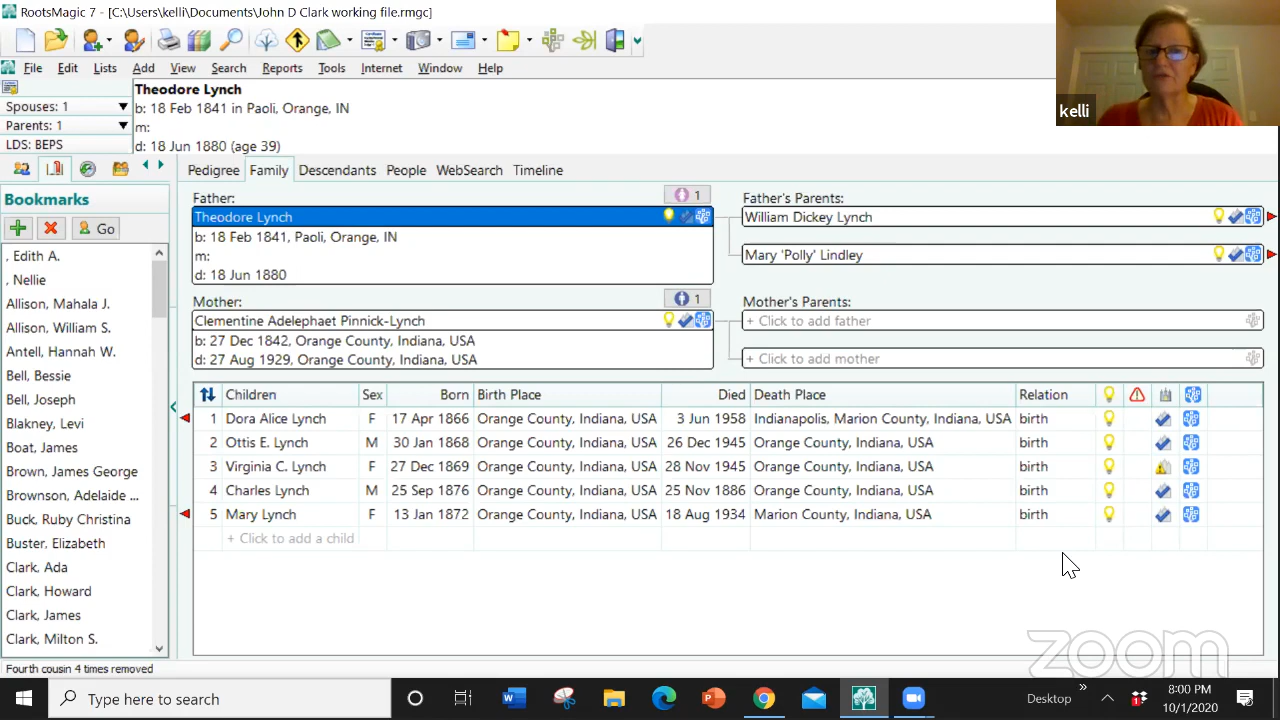 RootsMagic 7 - [C:\Users\kelli\Documents\John D Clark working file.rmgc]
File Edit Lists Add View Search Reports Tools Internet Window Help
kelli
Theodore Lynch
b: 18 Feb 1841 in Paoli, Orange, IN
m:
d: 18 Jun 1880 (age 39)
Spouses: 1
Parents: 1
LDS: BEPS
Pedigree Family Descendants People WebSearch Timeline
Bookmarks
Go
, Edith A.
, Nellie
Allison, Mahala J.
Allison, William S.
Antell, Hannah W.
Bell, Bessie
Bell, Joseph
Blakney, Levi
Boat, James
Brown, James George
Brownson, Adelaide ...
Buck, Ruby Christina
Buster, Elizabeth
Clark, Ada
Clark, Howard
Clark, James
Clark, Milton S.
Father: 1
Theodore Lynch
b: 18 Feb 1841, Paoli, Orange, IN
m:
d: 18 Jun 1880
Father's Parents:
William Dickey Lynch
Mary 'Polly' Lindley
Mother: 1
Clementine Adelephaet Pinnick-Lynch
b: 27 Dec 1842, Orange County, Indiana, USA
d: 27 Aug 1929, Orange County, Indiana, USA
Mother's Parents:
+ Click to add father
+ Click to add mother
Children Sex Born Birth Place Died Death Place Relation
1 Dora Alice Lynch F 17 Apr 1866 Orange County, Indiana, USA 3 Jun 1958 Indianapolis, Marion County, Indiana, USA birth
2 Ottis E. Lynch M 30 Jan 1868 Orange County, Indiana, USA 26 Dec 1945 Orange County, Indiana, USA birth
3 Virginia C. Lynch F 27 Dec 1869 Orange County, Indiana, USA 28 Nov 1945 Orange County, Indiana, USA birth
4 Charles Lynch M 25 Sep 1876 Orange County, Indiana, USA 25 Nov 1886 Orange County, Indiana, USA birth
5 Mary Lynch F 13 Jan 1872 Orange County, Indiana, USA 18 Aug 1934 Marion County, Indiana, USA birth
+ Click to add a child
zoom
Fourth cousin 4 times removed
Type here to search
Desktop
8:00 PM
10/1/2020